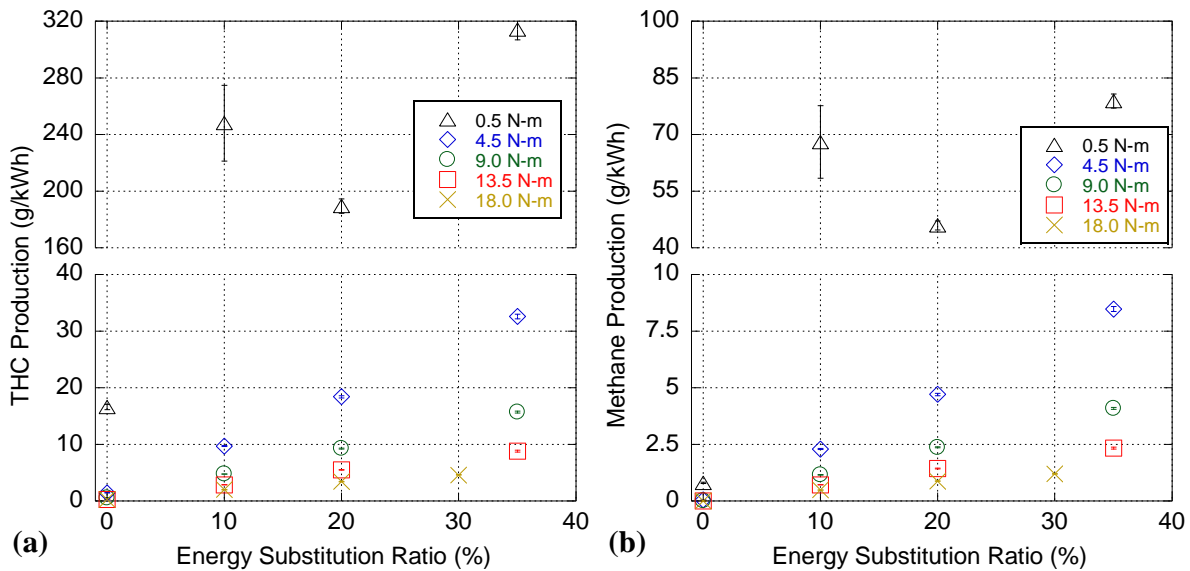 320
280
240
200
160
40
30
20
10
0
THC Production (g/kWh)
0.5 N-m
4.5 N-m
9.0 N-m
13.5 N-m
18.0 N-m
0 10 20 30 40
Energy Substitution Ratio (%)
(a)
100
85
70
55
40
10
7.5
5
2.5
0
Methane Production (g/kWh)
0.5 N-m
4.5 N-m
9.0 N-m
13.5 N-m
18.0 N-m
0 10 20 30 40
Energy Substitution Ratio (%)
(b)